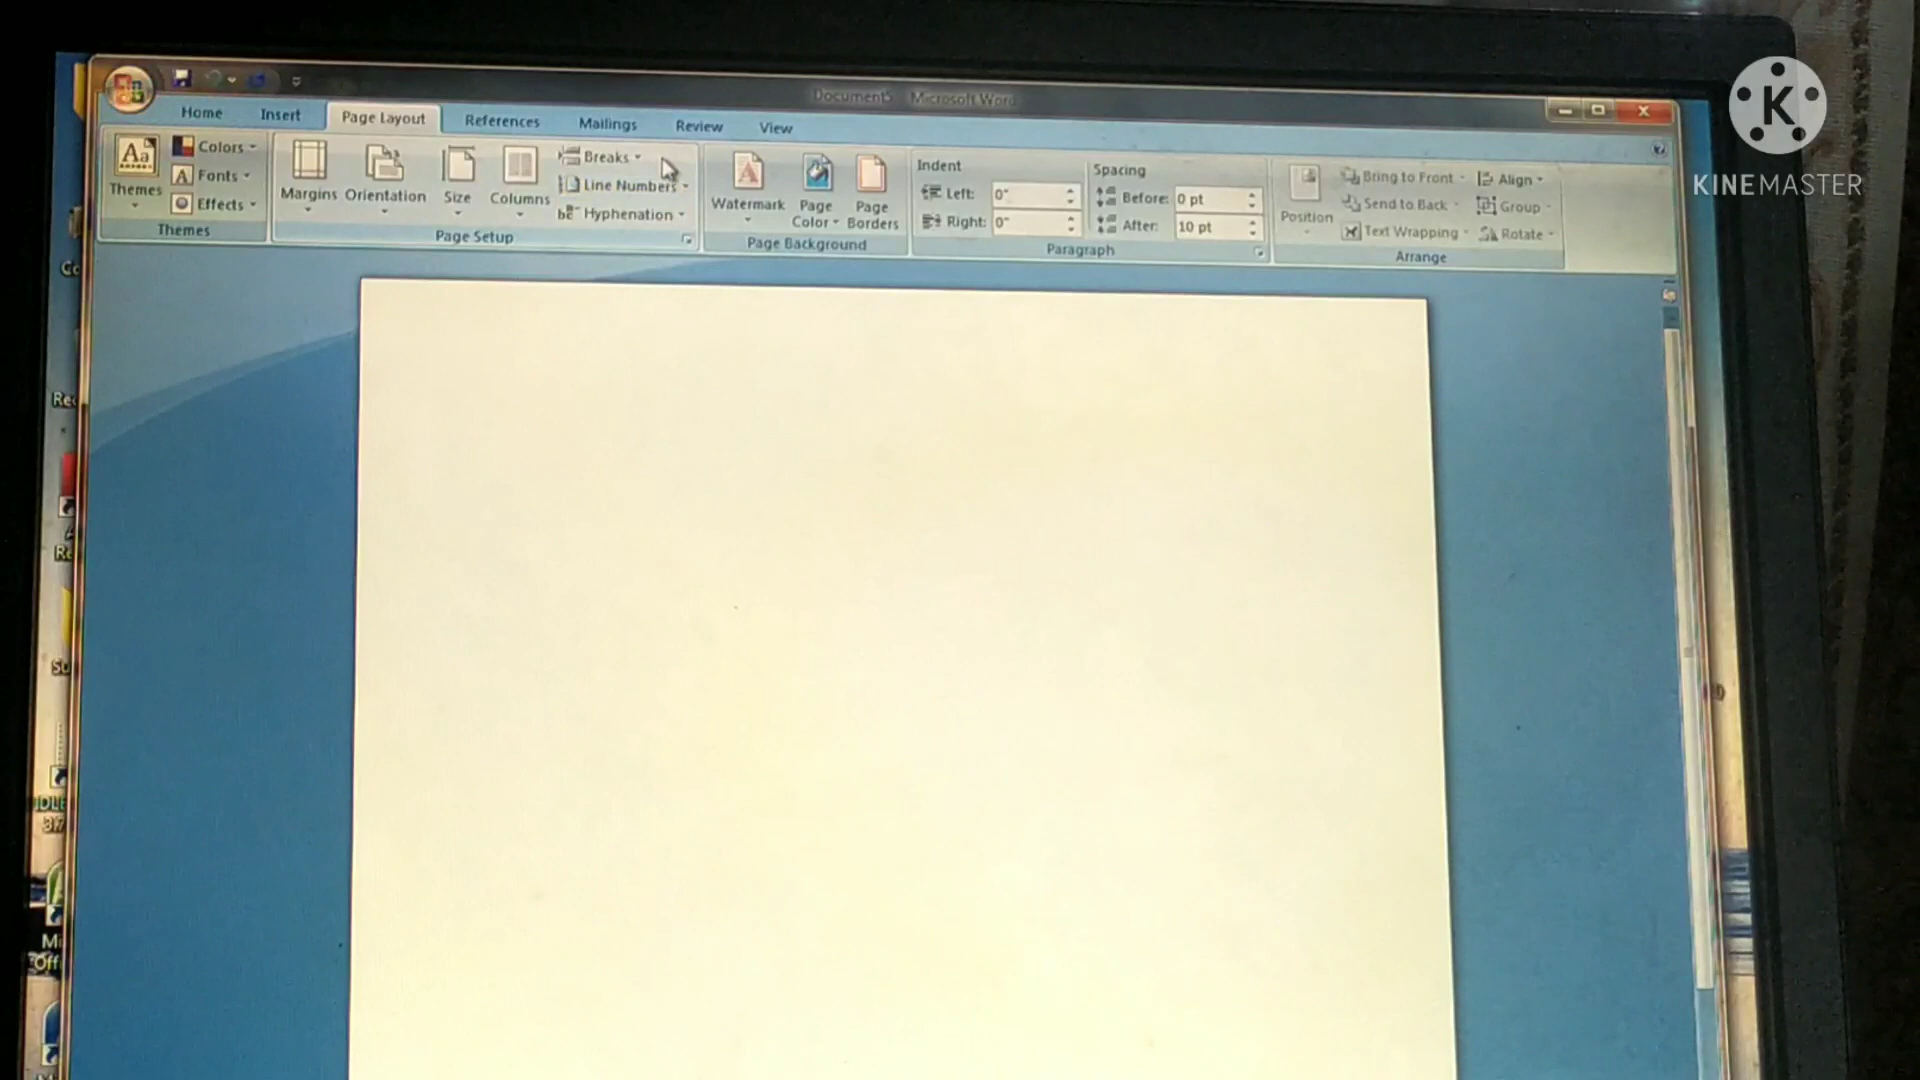 Document5 - Microsoft Word
Home Insert Page Layout References Mailings Review View
KINEMASTER
Themes
Colors
Fonts
Effects
Themes
Margins
Orientation
Size
Columns
Breaks
Line Numbers
Hyphenation
Page Setup
Watermark
Page
Color
Page
Borders
Page Background
Indent
Left: 0"
Right: 0"
Spacing
Before: 0 pt
After: 10 pt
Paragraph
Position
Bring to Front
Send to Back
Text Wrapping
Align
Group
Rotate
Arrange